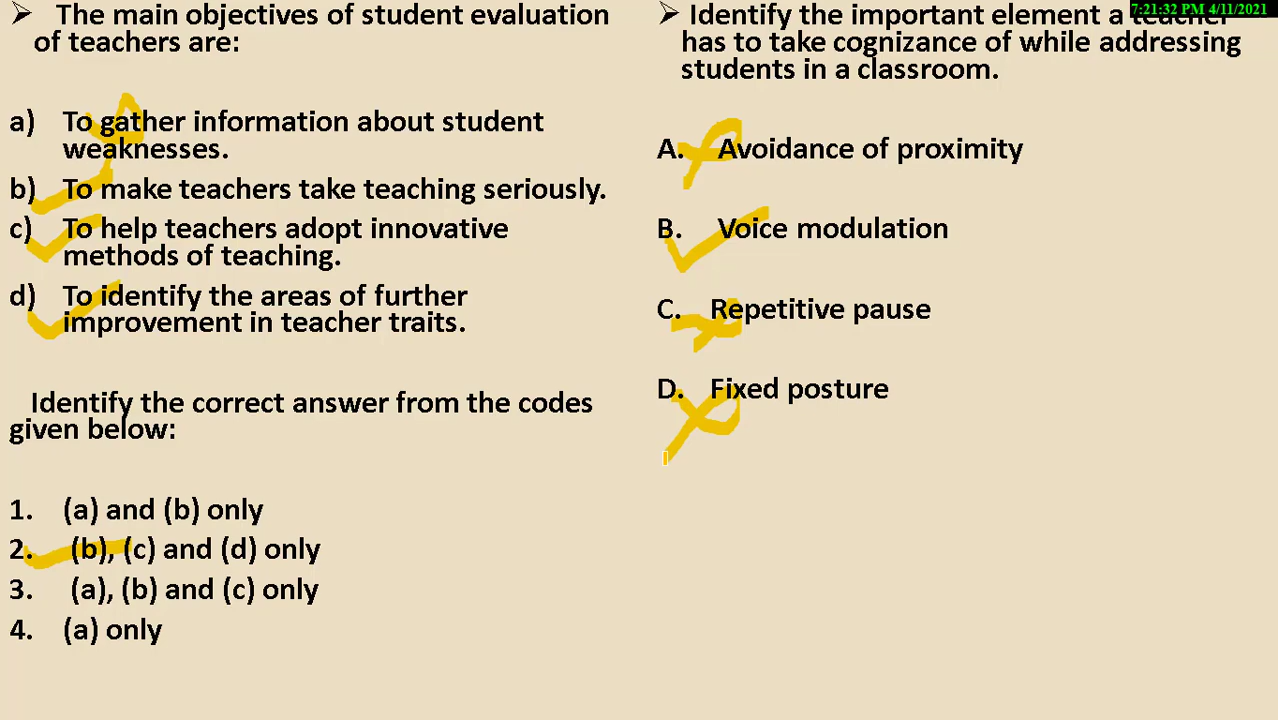 ➢ The main objectives of student evaluation
of teachers are:
a) To gather information about student
weaknesses.
b) To make teachers take teaching seriously.
c) To help teachers adopt innovative
methods of teaching.
d) To identify the areas of further
improvement in teacher traits.
Identify the correct answer from the codes
given below:
1. (a) and (b) only
2. (b), (c) and (d) only
3. (a), (b) and (c) only
4. (a) only
7:21:32 PM 4/11/2021
➢ Identify the important element a teacher
has to take cognizance of while addressing
students in a classroom.
A. Avoidance of proximity
B. Voice modulation
C. Repetitive pause
D. Fixed posture